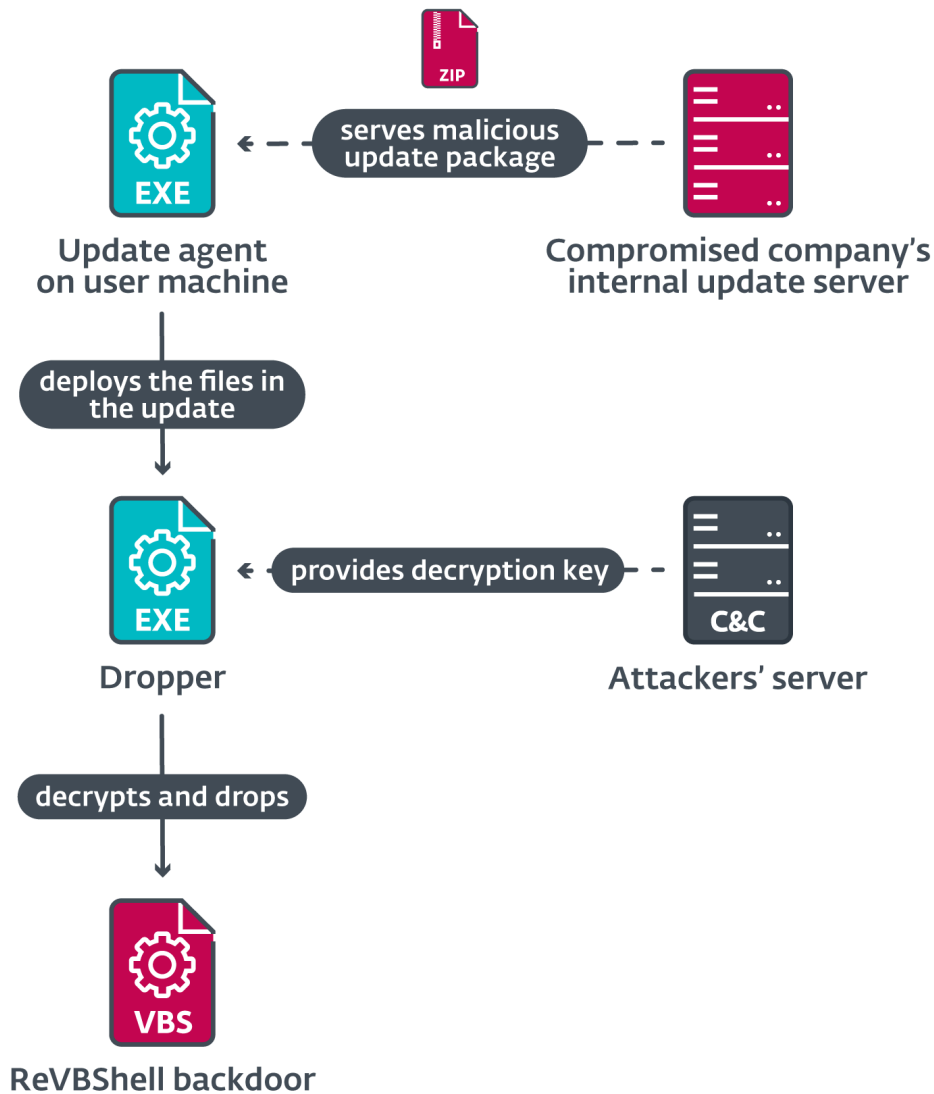 ZIP
serves malicious
update package
EXE
Update agent
on user machine
Compromised company's
internal update server
deploys the files in
the update
EXE
provides decryption key
C&C
Dropper
Attackers' server
decrypts and drops
VBS
ReVBShell backdoor